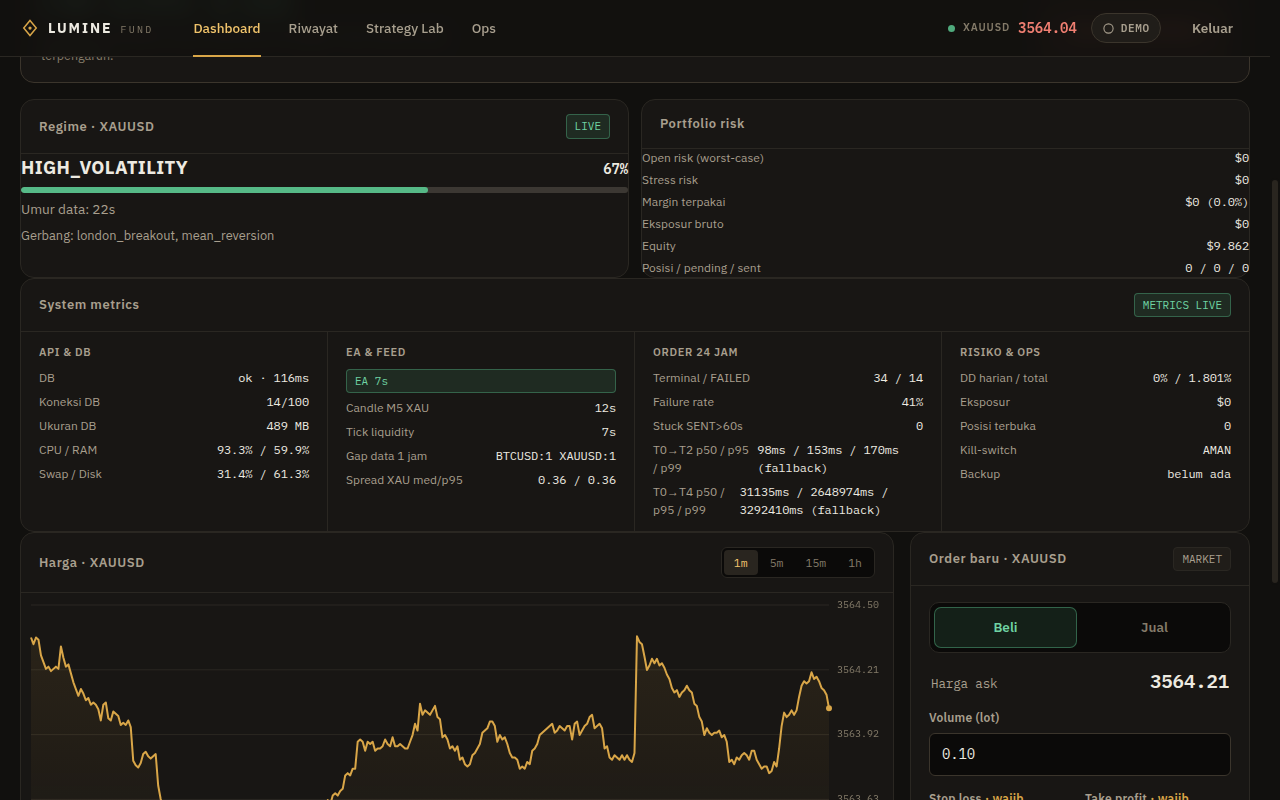 LUMINE FUND
Dashboard
Riwayat
Strategy Lab
Ops
XAUUSD 3564.04
DEMO
Keluar
terpengaruh.
Regime · XAUUSD
LIVE
HIGH_VOLATILITY
67%
Umur data: 22s
Gerbang: london_breakout, mean_reversion
Portfolio risk
Open risk (worst-case) $0
Stress risk $0
Margin terpakai $0 (0.0%)
Eksposur bruto $0
Equity $9.862
Posisi / pending / sent 0 / 0 / 0
System metrics
METRICS LIVE
API & DB
DB ok · 116ms
Koneksi DB 14/100
Ukuran DB 489 MB
CPU / RAM 93.3% / 59.9%
Swap / Disk 31.4% / 61.3%
EA & FEED
EA 7s
Candle M5 XAU 12s
Tick liquidity 7s
Gap data 1 jam BTCUSD:1 XAUUSD:1
Spread XAU med/p95 0.36 / 0.36
ORDER 24 JAM
Terminal / FAILED 34 / 14
Failure rate 41%
Stuck SENT>60s 0
T0→T2 p50 / p95 98ms / 153ms / 170ms
/ p99 (fallback)
T0→T4 p50 / 31135ms / 2648974ms /
p95 / p99 3292410ms (fallback)
RISIKO & OPS
DD harian / total 0% / 1.801%
Eksposur $0
Posisi terbuka 0
Kill-switch AMAN
Backup belum ada
Harga · XAUUSD
1m 5m 15m 1h
3564.50
3564.21
3563.92
3563.63
Order baru · XAUUSD
MARKET
Beli
Jual
Harga ask 3564.21
Volume (lot)
0.10
Stop loss · wajib Take profit · wajib